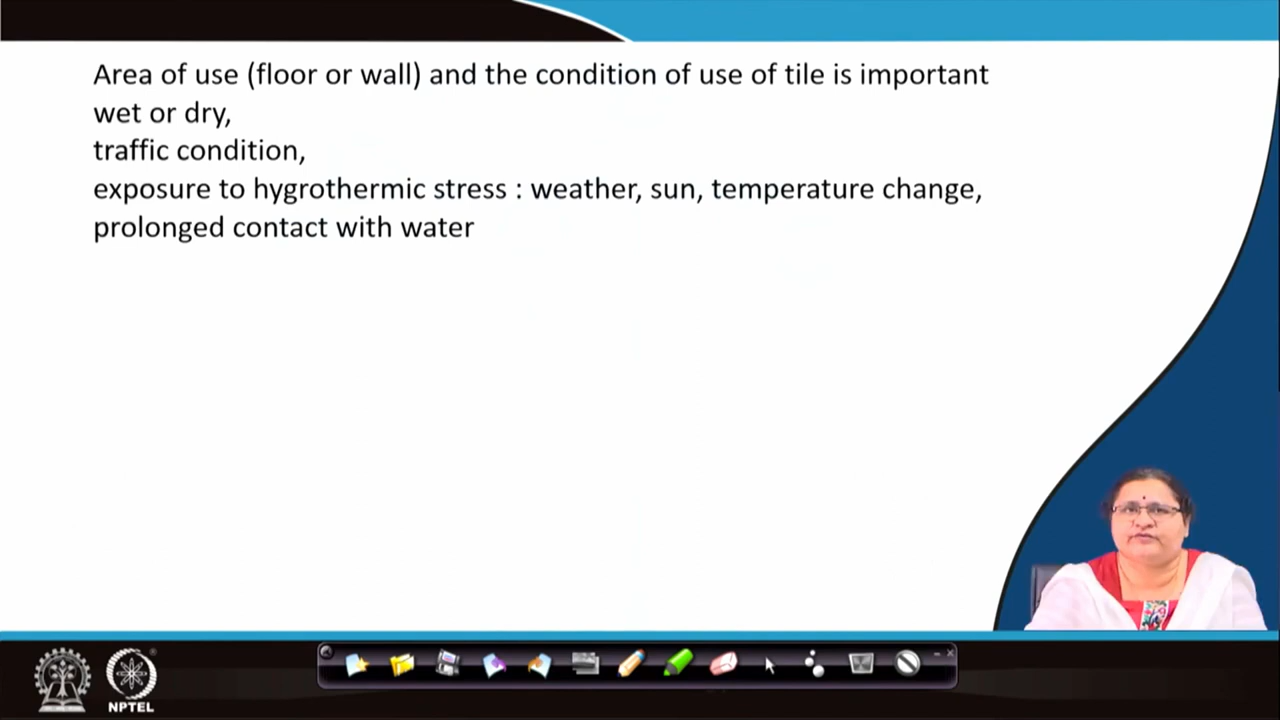 Area of use (floor or wall) and the condition of use of tile is important
wet or dry,
traffic condition,
exposure to hygrothermic stress : weather, sun, temperature change,
prolonged contact with water
NPTEL